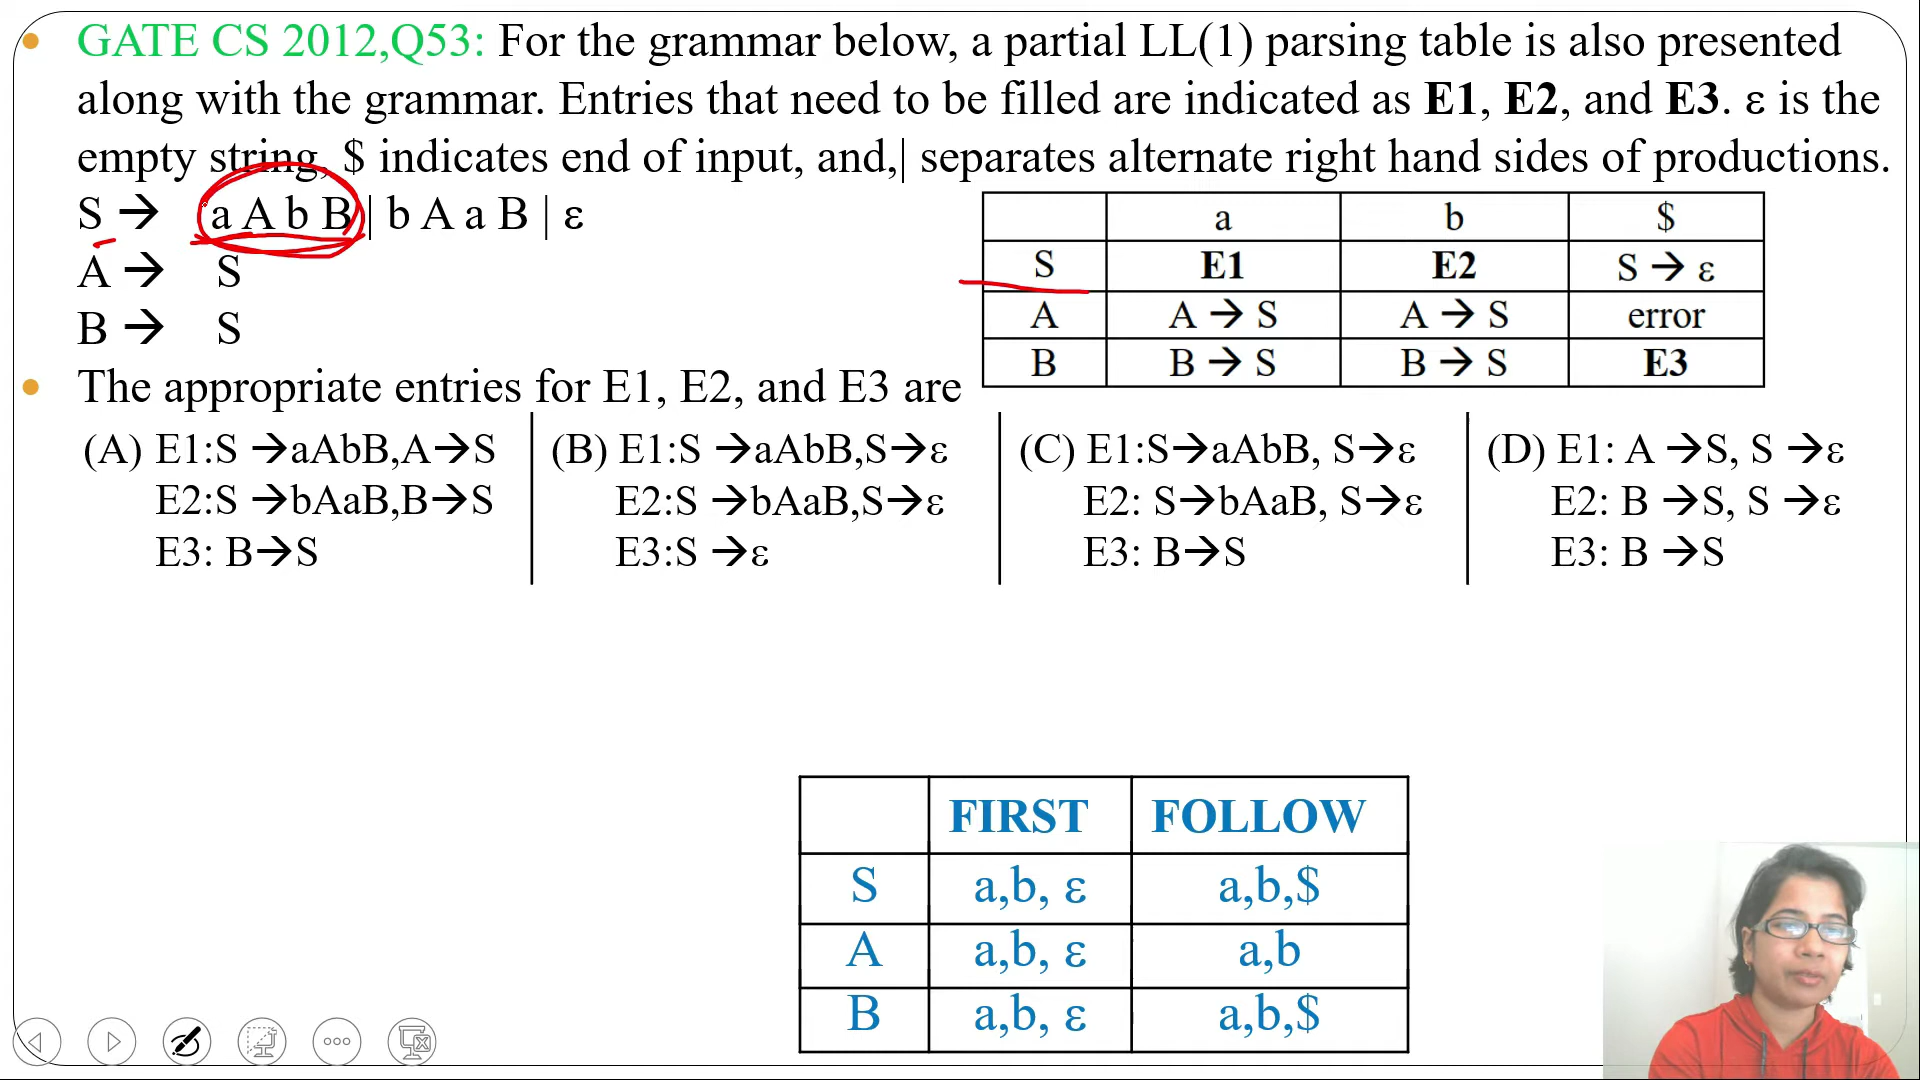 GATE CS 2012,Q53: For the grammar below, a partial LL(1) parsing table is also presented
along with the grammar. Entries that need to be filled are indicated as E1, E2, and E3. ε is the
empty string, $ indicates end of input, and,| separates alternate right hand sides of productions.
S → a A b B | b A a B | ε
A → S
B → S
a b $
S E1 E2 S → ε
A A → S A → S error
B B → S B → S E3
The appropriate entries for E1, E2, and E3 are
(A) E1:S →aAbB,A→S
E2:S →bAaB,B→S
E3: B→S
(B) E1:S →aAbB,S→ε
E2:S →bAaB,S→ε
E3:S →ε
(C) E1:S→aAbB, S→ε
E2: S→bAaB, S→ε
E3: B→S
(D) E1: A →S, S →ε
E2: B →S, S →ε
E3: B →S
FIRST FOLLOW
S a,b, ε a,b,$
A a,b, ε a,b
B a,b, ε a,b,$